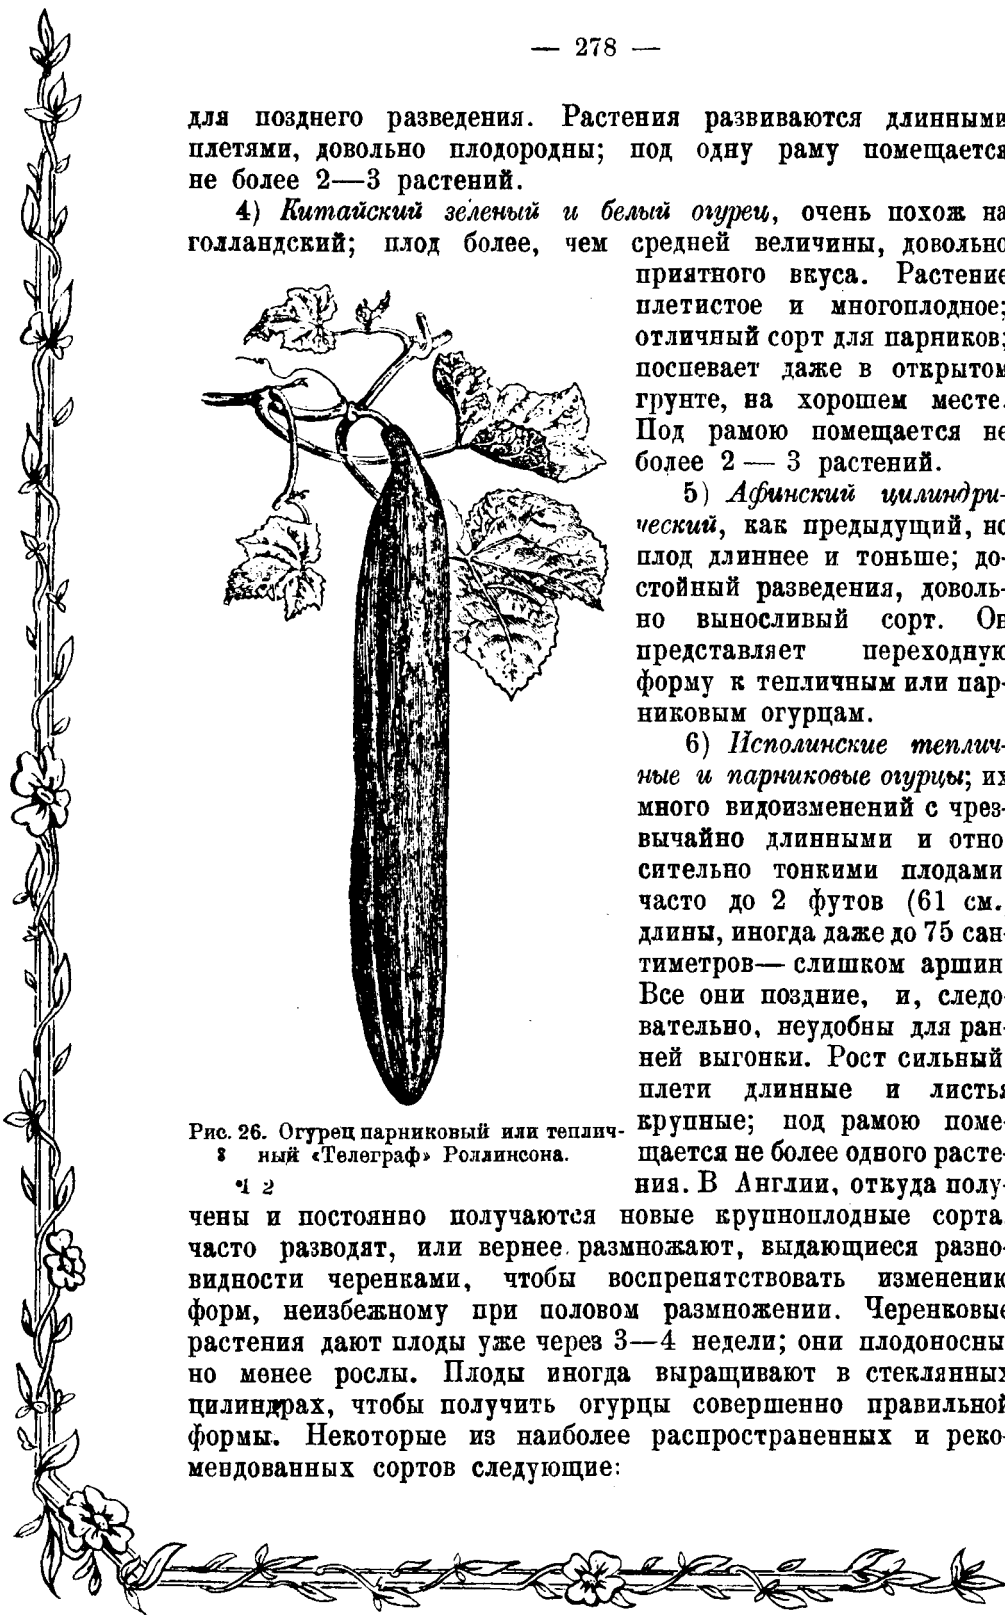 — 278 —
для позднего разведения. Растения развиваются длинными
плетями, довольно плодородны; под одну раму помещается
не более 2—3 растений.
4) Китайский зеленый и белый огурец, очень похож на
голландский; плод более, чем средней величины, довольно
приятного вкуса. Растение
плетистое и многоплодное;
отличный сорт для парников;
поспевает даже в открытом
грунте, на хорошем месте.
Под рамою помещается не
более 2 — 3 растений.
5) Афинский цилиндри-
ческий, как предыдущий, но
плод длиннее и тоньше; до-
стойный разведения, доволь-
но выносливый сорт. Он
представляет переходную
форму к тепличным или пар-
никовым огурцам.
6) Исполинские теплич-
ные и парниковые огурцы; их
много видоизменений с чрез-
вычайно длинными и отно
сительно тонкими плодами
часто до 2 футов (61 см.
длины, иногда даже до 75 сан-
тиметров— слишком аршин
Все они поздние, и, следо
вательно, неудобны для ран-
ней выгонки. Рост сильный
плети длинные и листья
крупные; под рамою поме-
щается не более одного расте-
ния. В Англии, откуда полу-
Рис. 26. Огурец парниковый или теплич-
ный «Телеграф» Роллинсона.
чены и постоянно получаются новые крупноплодные сорта
часто разводят, или вернее размножают, выдающиеся разно-
видности черенками, чтобы воспрепятствовать изменению
форм, неизбежному при половом размножении. Черенковые
растения дают плоды уже через 3—4 недели; они плодоносны
но менее рослы. Плоды иногда выращивают в стеклянных
цилиндрах, чтобы получить огурцы совершенно правильной
формы. Некоторые из наиболее распространенных и реко-
мендованных сортов следующие: